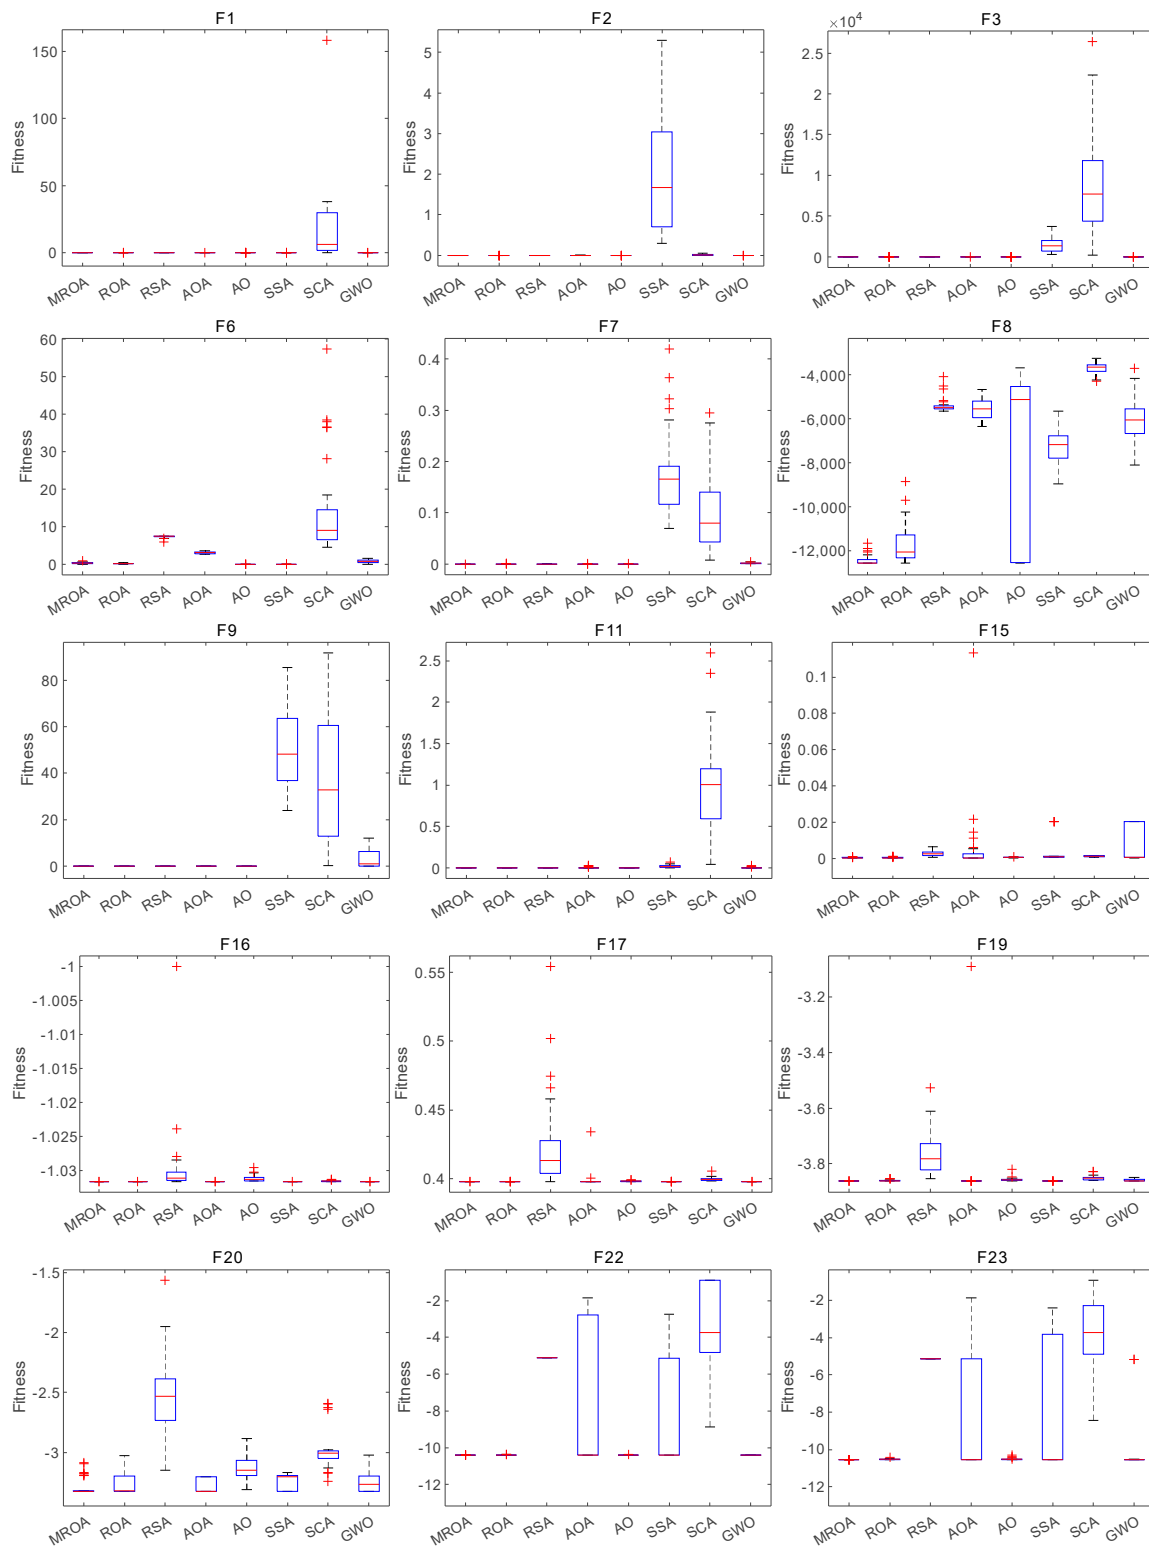 F1
150
100
50
0
Fitness
MROA ROA RSA AOA AO SSA SCA GWO
F2
5
4
3
2
1
0
Fitness
MROA ROA RSA AOA AO SSA SCA GWO
F3
×10^4
2.5
2
1.5
1
0.5
0
Fitness
MROA ROA RSA AOA AO SSA SCA GWO
F6
60
50
40
30
20
10
0
Fitness
MROA ROA RSA AOA AO SSA SCA GWO
F7
0.4
0.3
0.2
0.1
0
Fitness
MROA ROA RSA AOA AO SSA SCA GWO
F8
-4,000
-6,000
-8,000
-10,000
-12,000
Fitness
MROA ROA RSA AOA AO SSA SCA GWO
F9
80
60
40
20
0
Fitness
MROA ROA RSA AOA AO SSA SCA GWO
F11
2.5
2
1.5
1
0.5
0
Fitness
MROA ROA RSA AOA AO SSA SCA GWO
F15
0.1
0.08
0.06
0.04
0.02
0
Fitness
MROA ROA RSA AOA AO SSA SCA GWO
F16
-1
-1.005
-1.01
-1.015
-1.02
-1.025
-1.03
Fitness
MROA ROA RSA AOA AO SSA SCA GWO
F17
0.55
0.5
0.45
0.4
Fitness
MROA ROA RSA AOA AO SSA SCA GWO
F19
-3.2
-3.4
-3.6
-3.8
Fitness
MROA ROA RSA AOA AO SSA SCA GWO
F20
-1.5
-2
-2.5
-3
Fitness
MROA ROA RSA AOA AO SSA SCA GWO
F22
-2
-4
-6
-8
-10
-12
Fitness
MROA ROA RSA AOA AO SSA SCA GWO
F23
-2
-4
-6
-8
-10
-12
Fitness
MROA ROA RSA AOA AO SSA SCA GWO